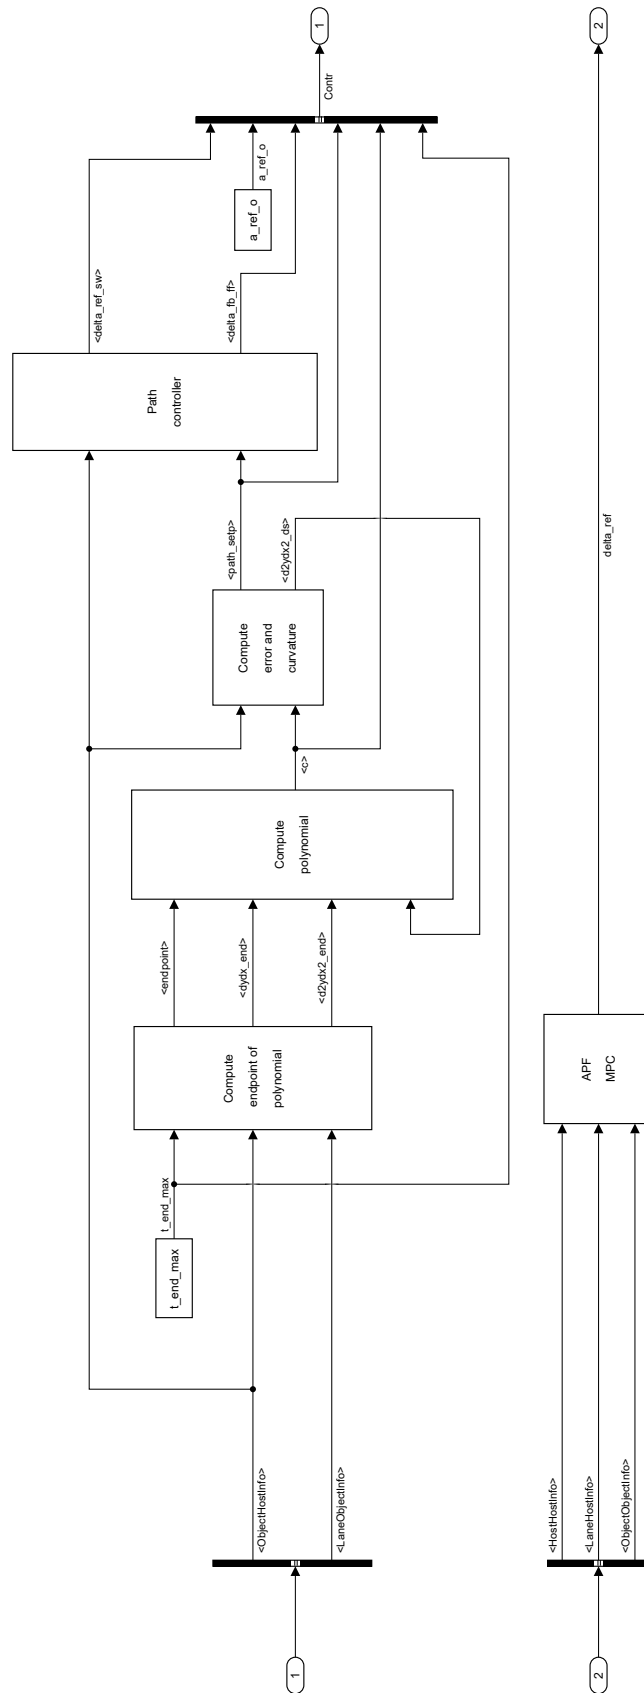 1
<ObjectHostInfo>
<LaneObjectInfo>
t_end_max
t_end_max
Compute
endpoint of
polynomial
<endpoint>
<dydx_end>
<d2ydx2_end>
Compute
polynomial
<c>
Compute
error and
curvature
<path_setp>
<d2ydx2_ds>
Path
controller
<delta_ref_sw>
<delta_fb_ff>
a_ref_o
a_ref_o
Contr
1
2
<HostHostInfo>
<LaneHostInfo>
<ObjectObjectInfo>
APF
MPC
delta_ref
2